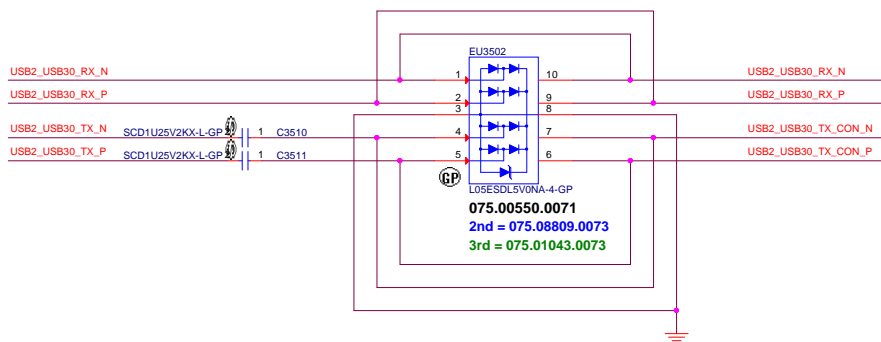 EU3502
USB2_USB30_RX_N
1
10
USB2_USB30_RX_N
USB2_USB30_RX_P
2
9
USB2_USB30_RX_P
3
8
USB2_USB30_TX_N
SCD1U25V2KX-L-GP
1
C3510
4
7
USB2_USB30_TX_CON_N
USB2_USB30_TX_P
SCD1U25V2KX-L-GP
1
C3511
5
6
USB2_USB30_TX_CON_P
GP
L05ESDL5V0NA-4-GP
075.00550.0071
2nd = 075.08809.0073
3rd = 075.01043.0073